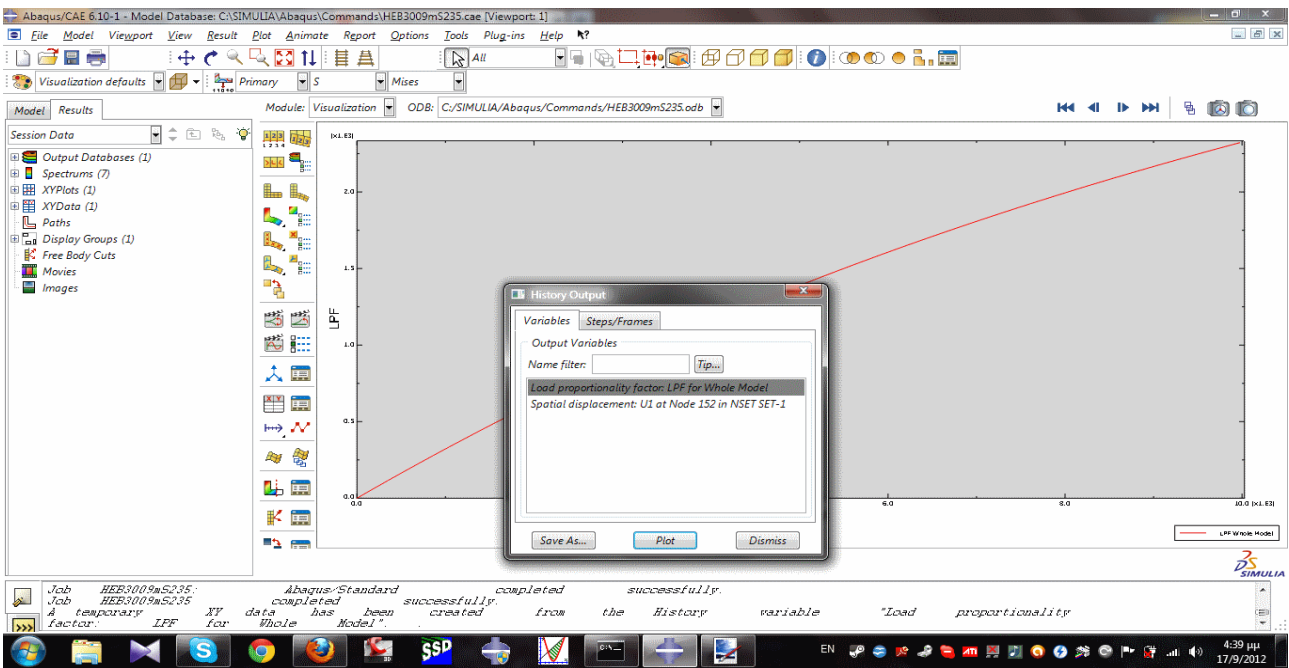 Abaqus/CAE 6.10-1 - Model Database: C:\SIMULIA\Abaqus\Commands\HEB3009mS235.cae [Viewport: 1]
File Model Viewport View Result Plot Animate Report Options Tools Plug-ins Help
All
Visualization defaults Primary S Mises
Model Results
Module: Visualization ODB: C:/SIMULIA/Abaqus/Commands/HEB3009mS235.odb
Session Data
Output Databases (1)
Spectrums (7)
XYPlots (1)
XYData (1)
Paths
Display Groups (1)
Free Body Cuts
Movies
Images
[x1.E3]
2.0
1.5
1.0
0.5
0.0
LPF
0.0 6.0 8.0 10.0 [x1.E3]
LPF Whole Model
History Output
Variables Steps/Frames
Output Variables
Name filter: Tip...
Load proportionality factor: LPF for Whole Model
Spatial displacement: U1 at Node 152 in NSET SET-1
Save As... Plot Dismiss
SIMULIA
Job HEB3009mS235: Abaqus/Standard completed successfully.
Job HEB3009mS235 completed successfully.
A temporary XY data has been created from the History variable "Load proportionality
factor: LPF for Whole Model".
>>>
SSD
C:\_
EN
4:39 μμ
17/9/2012